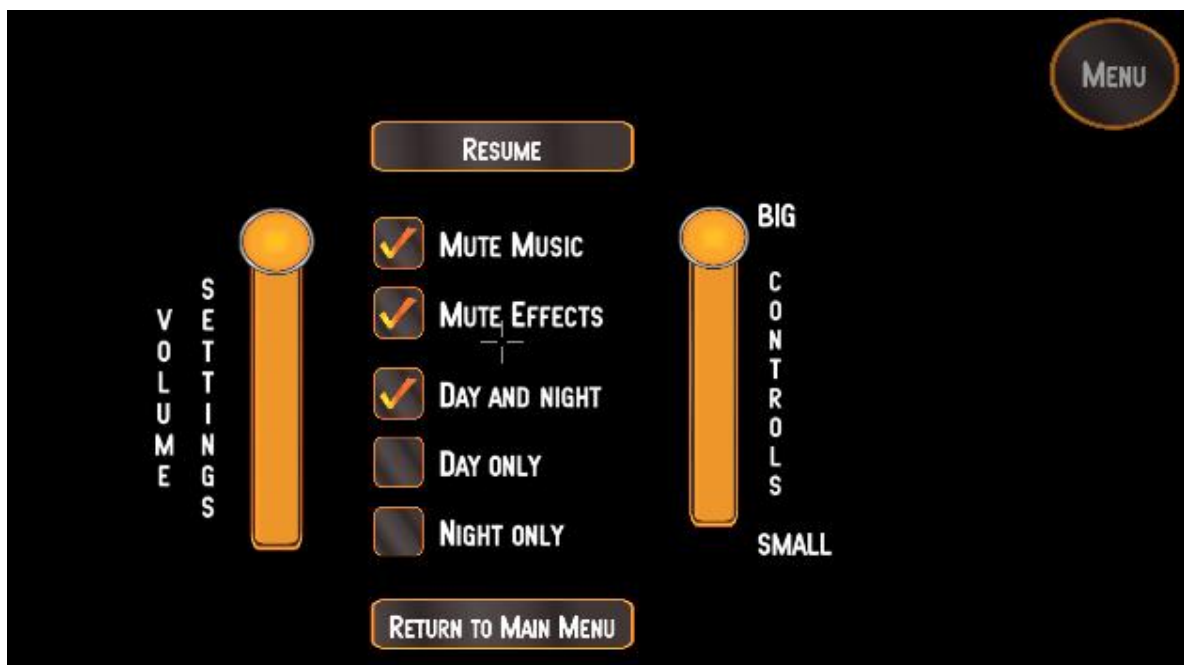 MENU
RESUME
BIG
MUTE MUSIC
VOLUME
SETTINGS
MUTE EFFECTS
CONTROLS
DAY AND NIGHT
DAY ONLY
NIGHT ONLY
SMALL
RETURN TO MAIN MENU